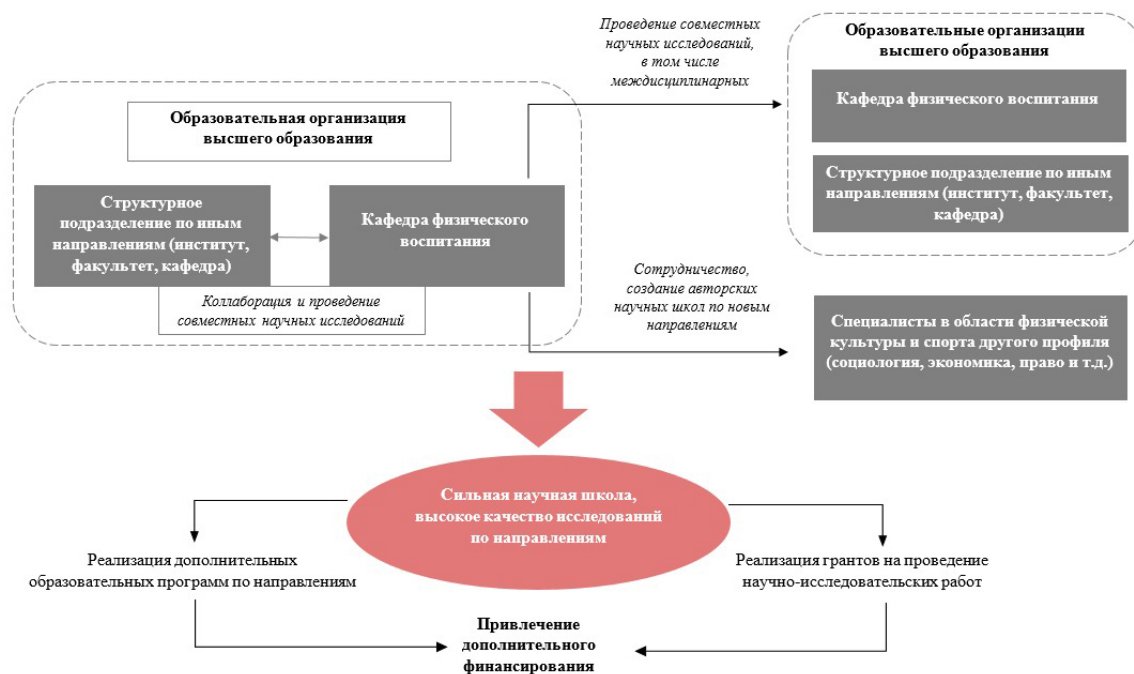 Проведение совместных
научных исследований,
в том числе
междисциплинарных
Образовательные организации
высшего образования
Кафедра физического воспитания
Структурное подразделение по иным
направлениям (институт, факультет,
кафедра)
Образовательная организация
высшего образования
Структурное
подразделение по иным
направлениям (институт,
факультет, кафедра)
Кафедра физического
воспитания
Коллаборация и проведение
совместных научных исследований
Сотрудничество,
создание авторских
научных школ по новым
направлениям
Специалисты в области физической
культуры и спорта другого профиля
(социология, экономика, право и т.д.)
Сильная научная школа,
высокое качество исследований
по направлениям
Реализация дополнительных
образовательных программ по направлениям
Реализация грантов на проведение
научно-исследовательских работ
Привлечение
дополнительного
финансирования